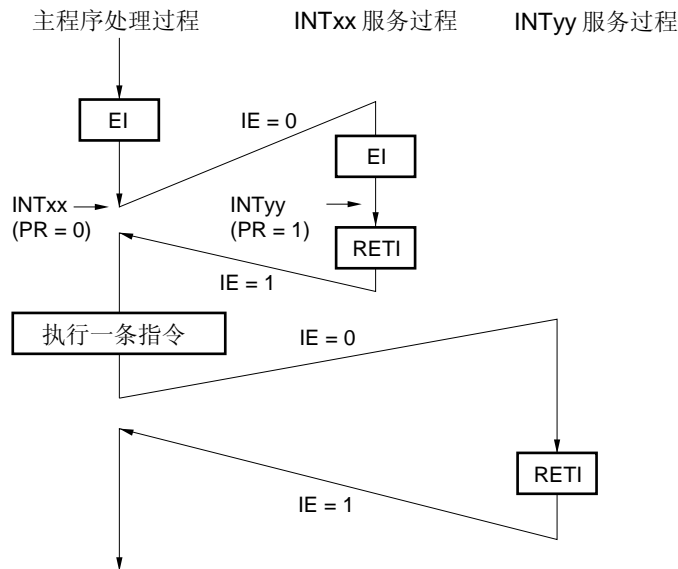 主程序处理过程
INTxx 服务过程
INTyy 服务过程
EI
IE = 0
EI
INTxx
(PR = 0)
INTyy
(PR = 1)
RETI
IE = 1
执行一条指令
IE = 0
RETI
IE = 1